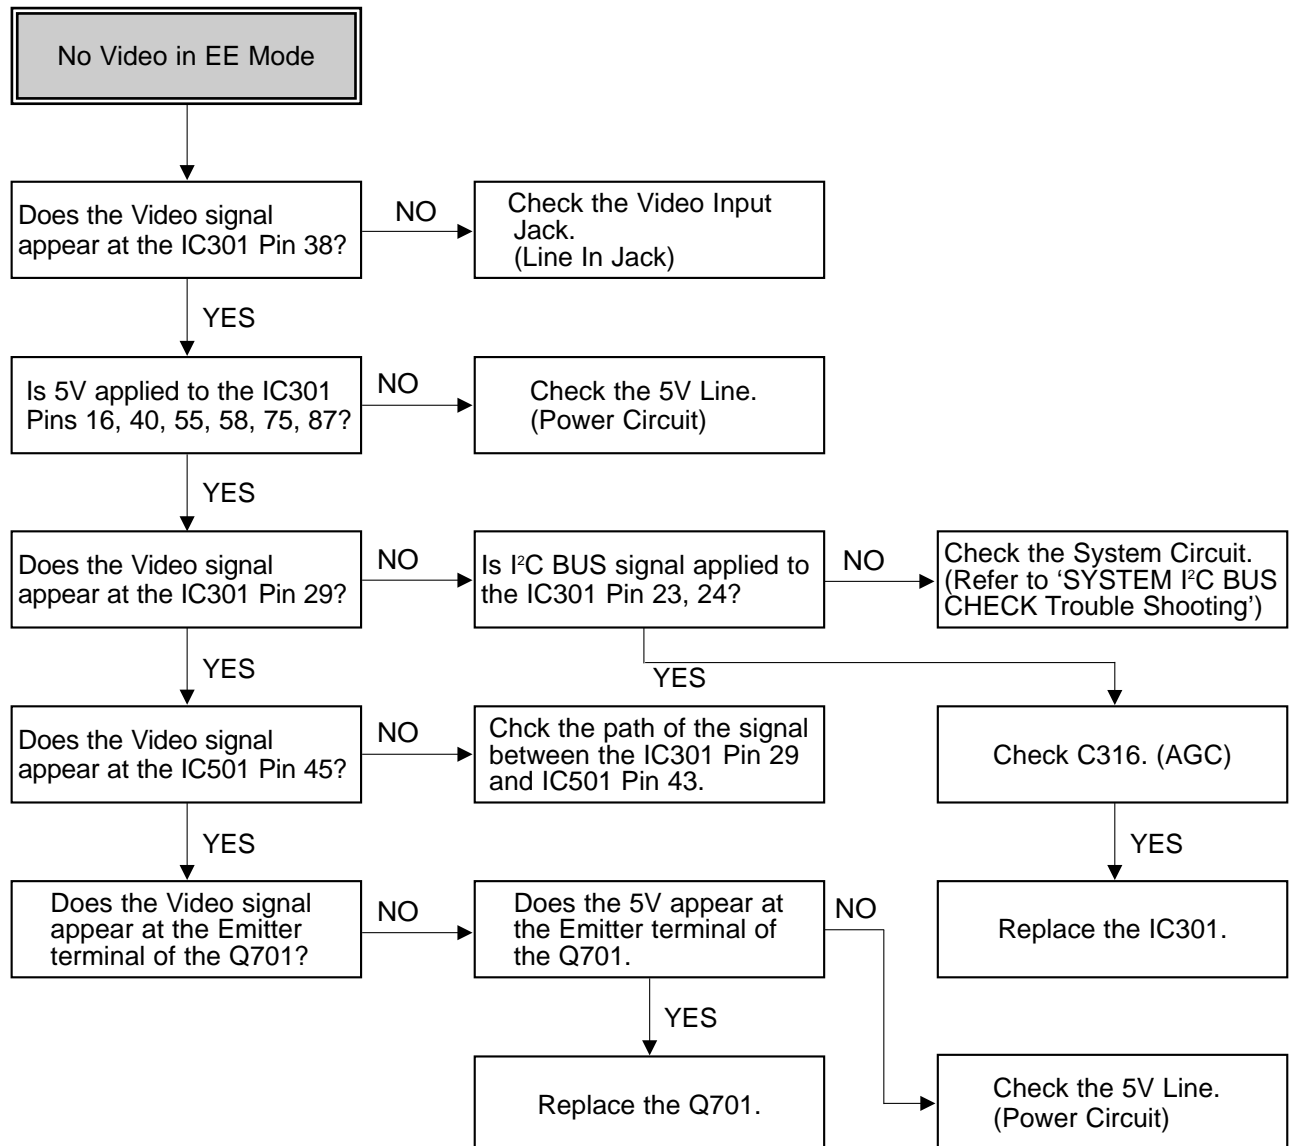 No Video in EE Mode
Does the Video signal
appear at the IC301 Pin 38?
NO
Check the Video Input
Jack.
(Line In Jack)
YES
Is 5V applied to the IC301
Pins 16, 40, 55, 58, 75, 87?
NO
Check the 5V Line.
(Power Circuit)
YES
Does the Video signal
appear at the IC301 Pin 29?
NO
Is I²C BUS signal applied to
the IC301 Pin 23, 24?
NO
Check the System Circuit.
(Refer to ‘SYSTEM I²C BUS
CHECK Trouble Shooting’)
YES
YES
Does the Video signal
appear at the IC501 Pin 45?
NO
Chck the path of the signal
between the IC301 Pin 29
and IC501 Pin 43.
Check C316. (AGC)
YES
YES
Does the Video signal
appear at the Emitter
terminal of the Q701?
NO
Does the 5V appear at
the Emitter terminal of
the Q701.
NO
Replace the IC301.
YES
Replace the Q701.
Check the 5V Line.
(Power Circuit)